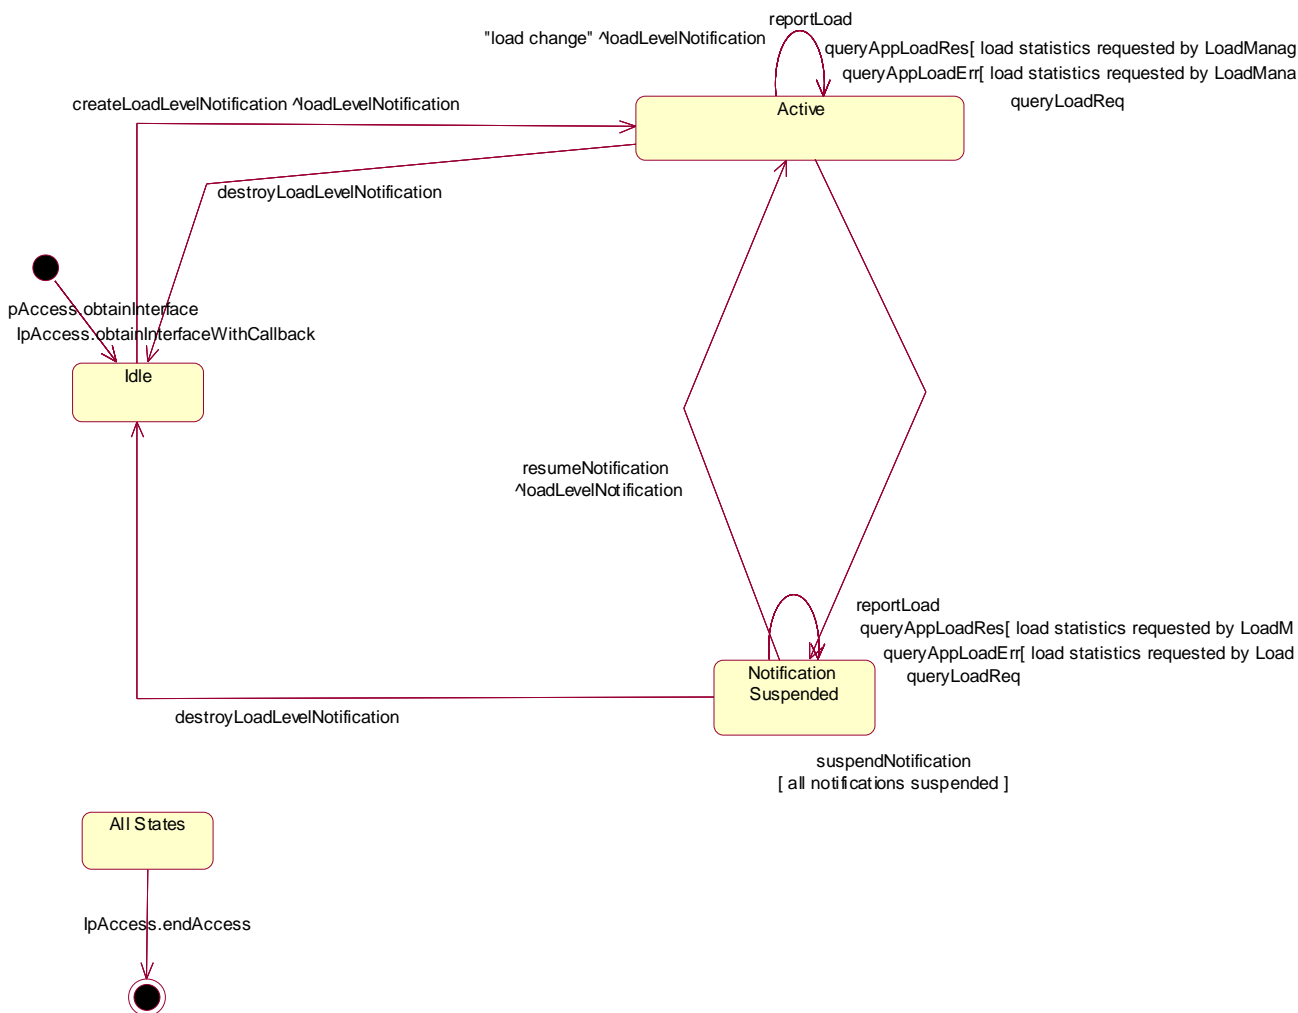 reportLoad
"load change" ^loadLevelNotification
queryAppLoadRes[ load statistics requested by LoadManag
queryAppLoadErr[ load statistics requested by LoadMana
queryLoadReq
Active
createLoadLevelNotification ^loadLevelNotification
destroyLoadLevelNotification
pAccess.obtainInterface
IpAccess.obtainInterfaceWithCallback
Idle
resumeNotification
^loadLevelNotification
reportLoad
queryAppLoadRes[ load statistics requested by LoadM
queryAppLoadErr[ load statistics requested by Load
queryLoadReq
Notification
Suspended
destroyLoadLevelNotification
suspendNotification
[ all notifications suspended ]
All States
IpAccess.endAccess